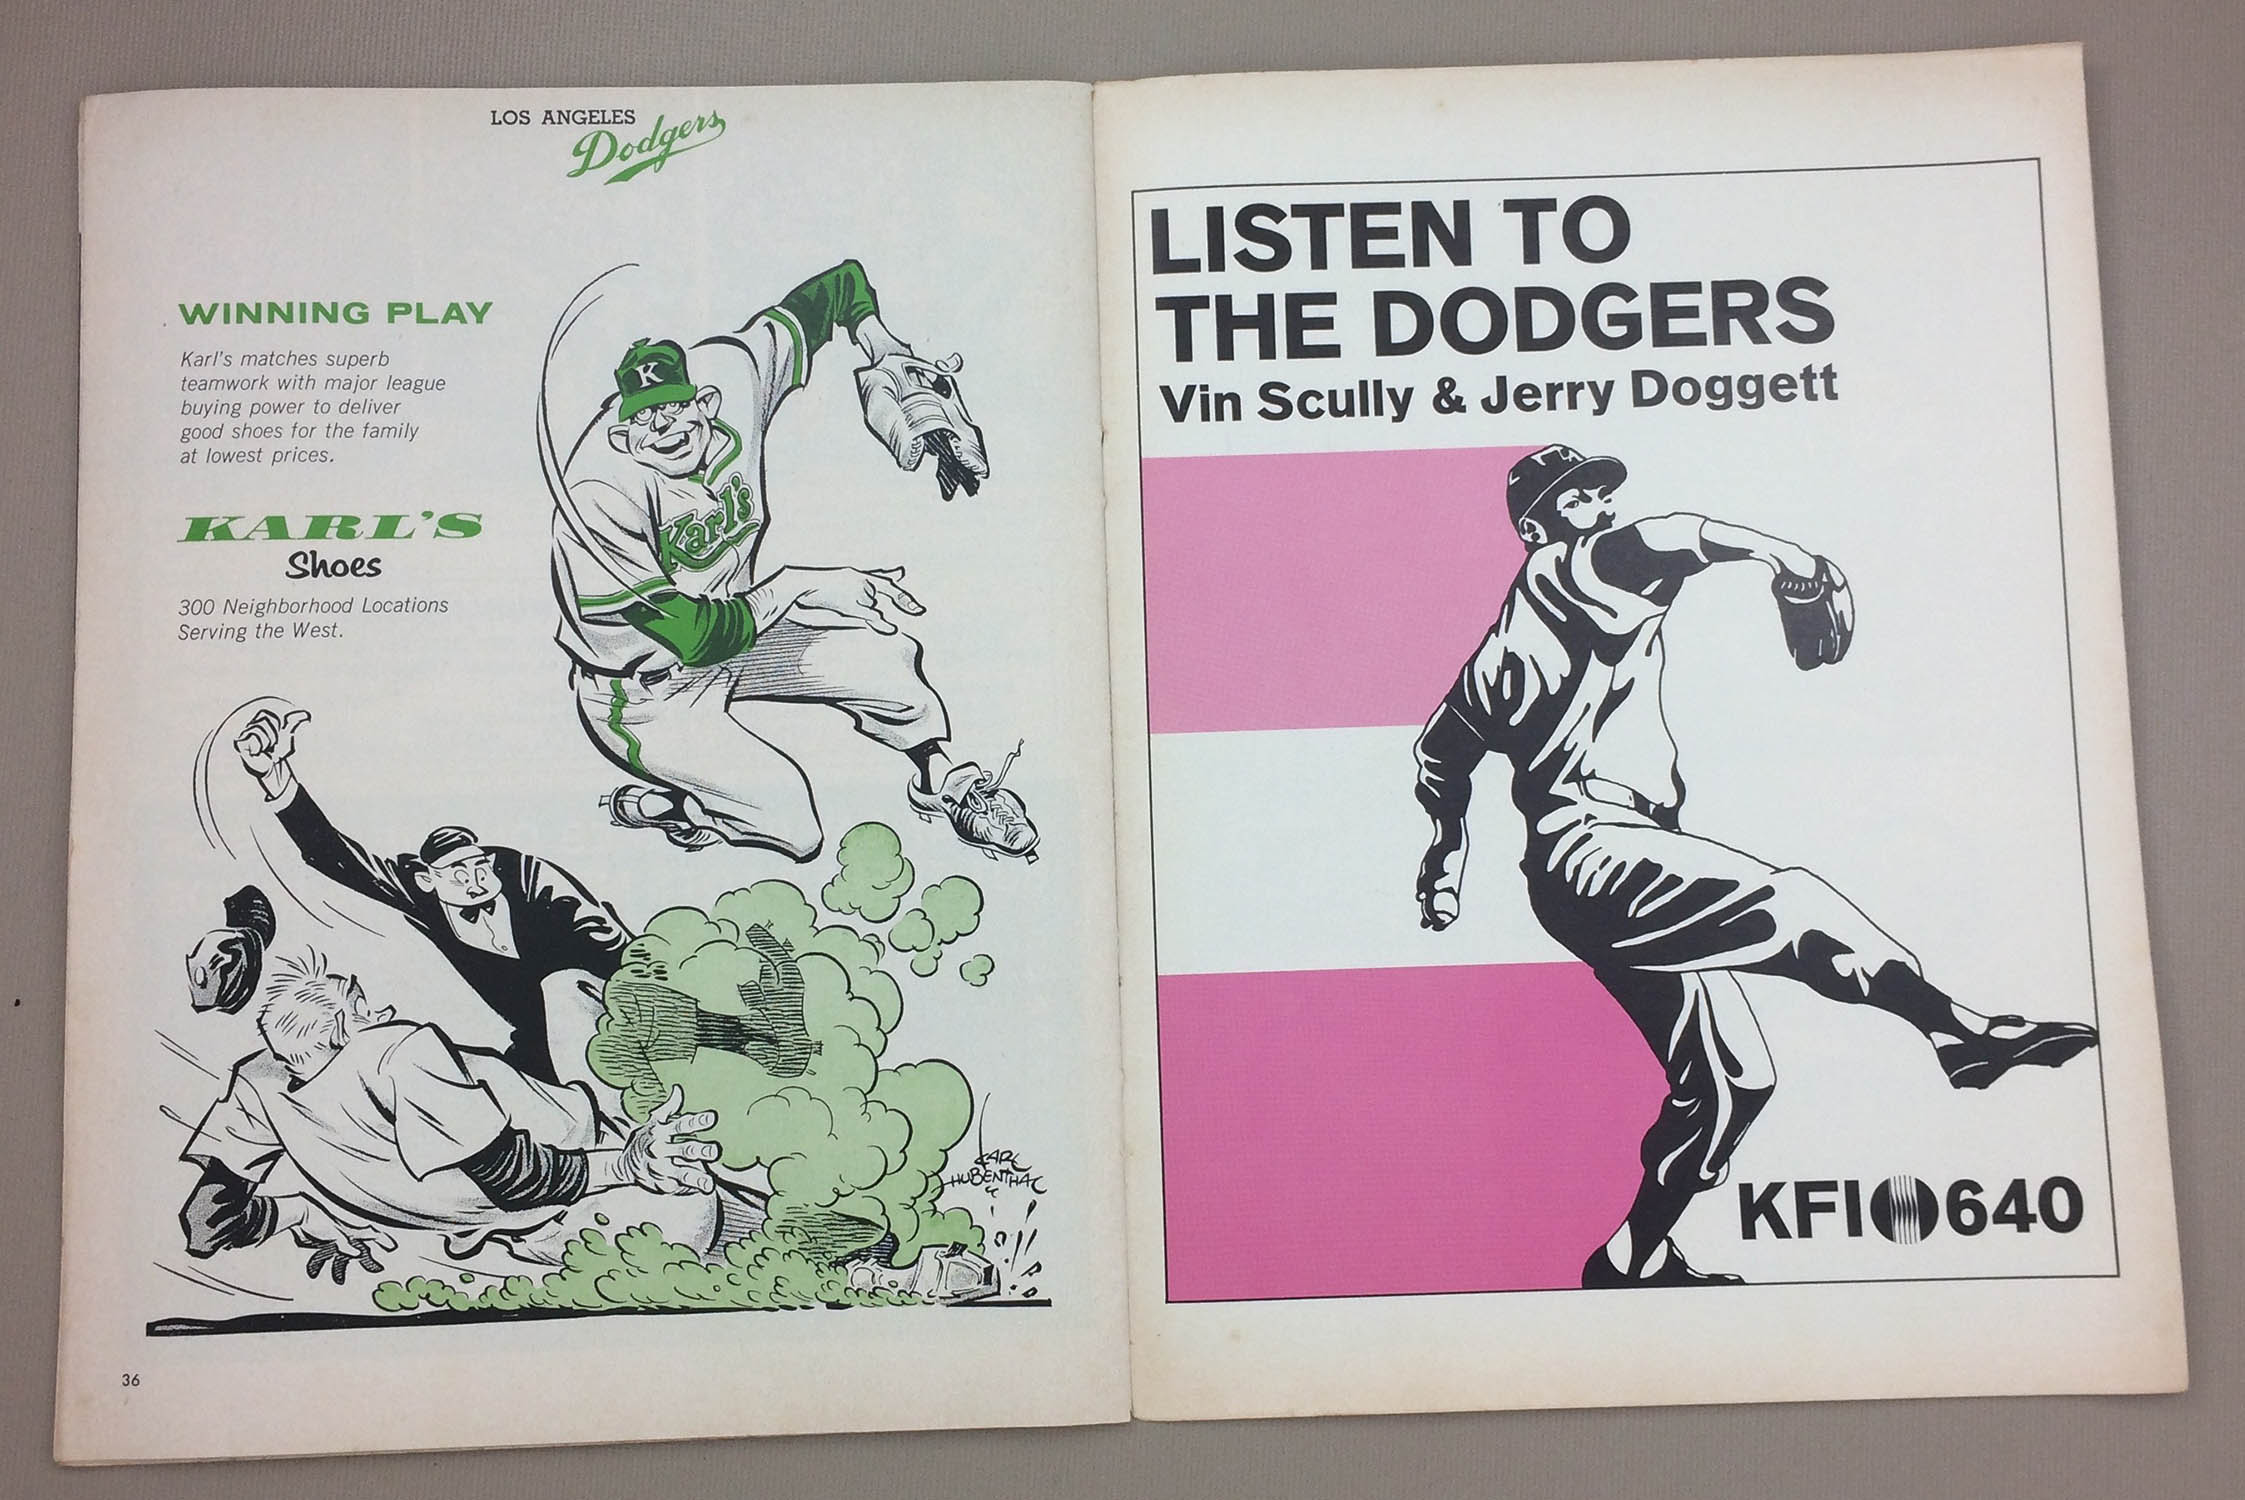 LOS ANGELES
Dodgers
WINNING PLAY
Karl's matches superb
teamwork with major league
buying power to deliver
good shoes for the family
at lowest prices.
KARL'S
Shoes
300 Neighborhood Locations
Serving the West.
K
Karl's
KARL
HUBENTHAL
36
LISTEN TO
THE DODGERS
Vin Scully & Jerry Doggett
LA
KFI 640